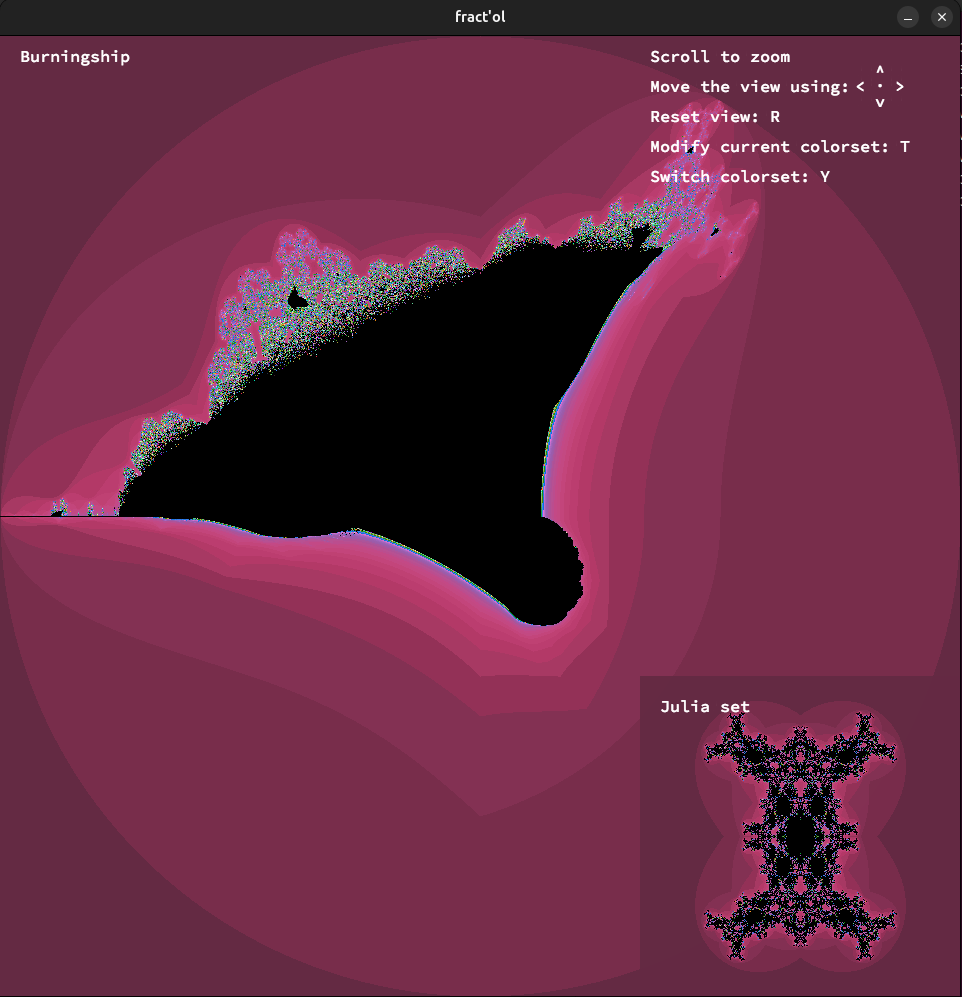 fract'ol
Burningship
Scroll to zoom
^
Move the view using: < · >
v
Reset view: R
Modify current colorset: T
Switch colorset: Y
Julia set